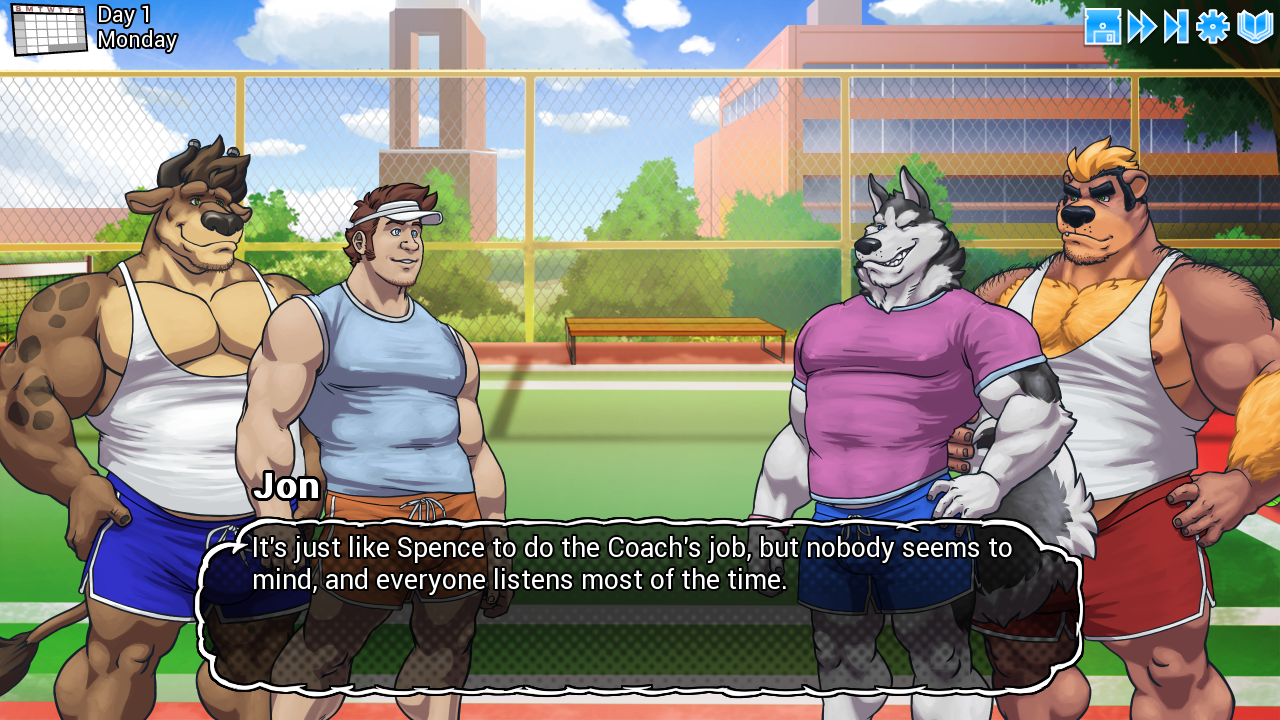 S M T W T F S
Day 1
Monday
Jon
It's just like Spence to do the Coach's job, but nobody seems to
mind, and everyone listens most of the time.